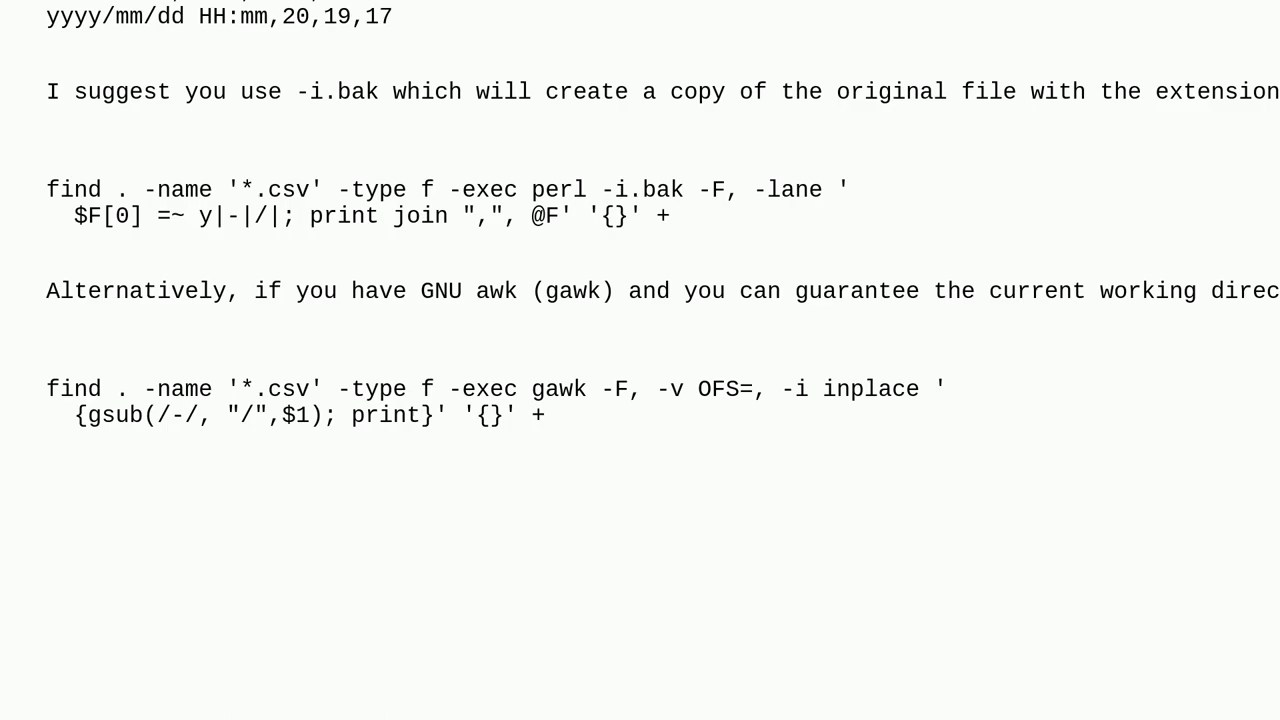 yyyy/mm/dd HH:mm,20,19,17
I suggest you use -i.bak which will create a copy of the original file with the extension
find . -name '*.csv' -type f -exec perl -i.bak -F, -lane '
$F[0] =~ y|-|/|; print join ",", @F' '{}' +
Alternatively, if you have GNU awk (gawk) and you can guarantee the current working direc
find . -name '*.csv' -type f -exec gawk -F, -v OFS=, -i inplace '
{gsub(/-/, "/",$1); print}' '{}' +